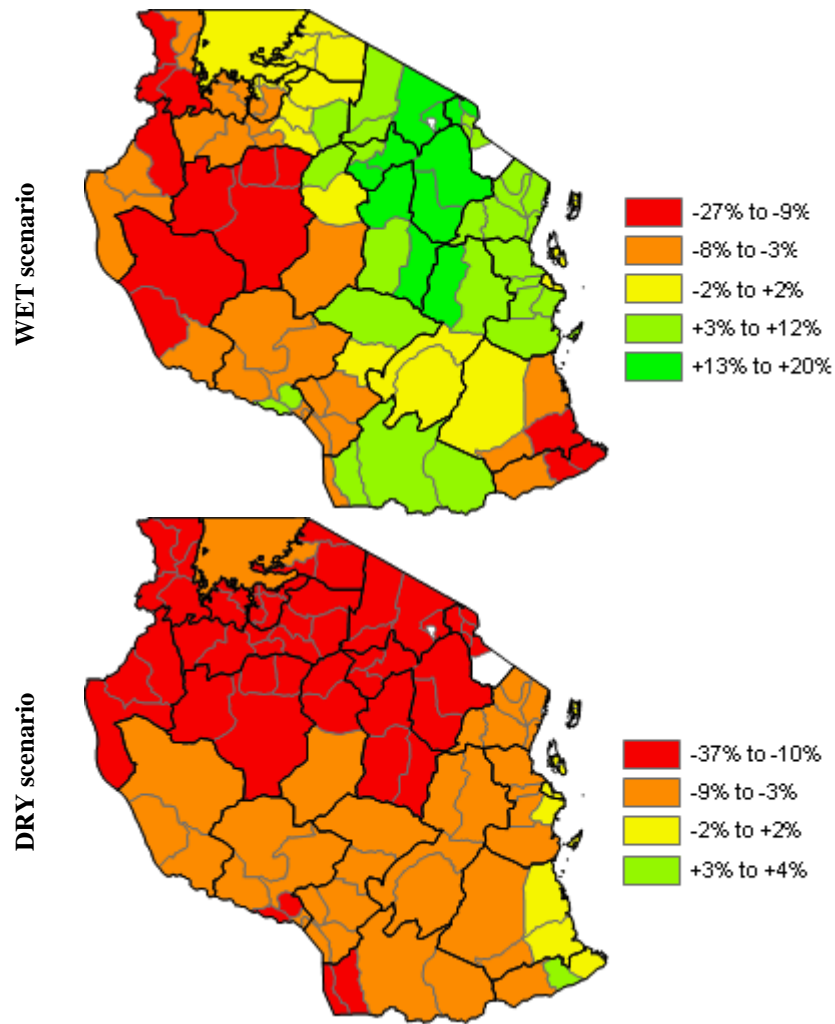 WET scenario
-27% to -9%
-8% to -3%
-2% to +2%
+3% to +12%
+13% to +20%
DRY scenario
-37% to -10%
-9% to -3%
-2% to +2%
+3% to +4%